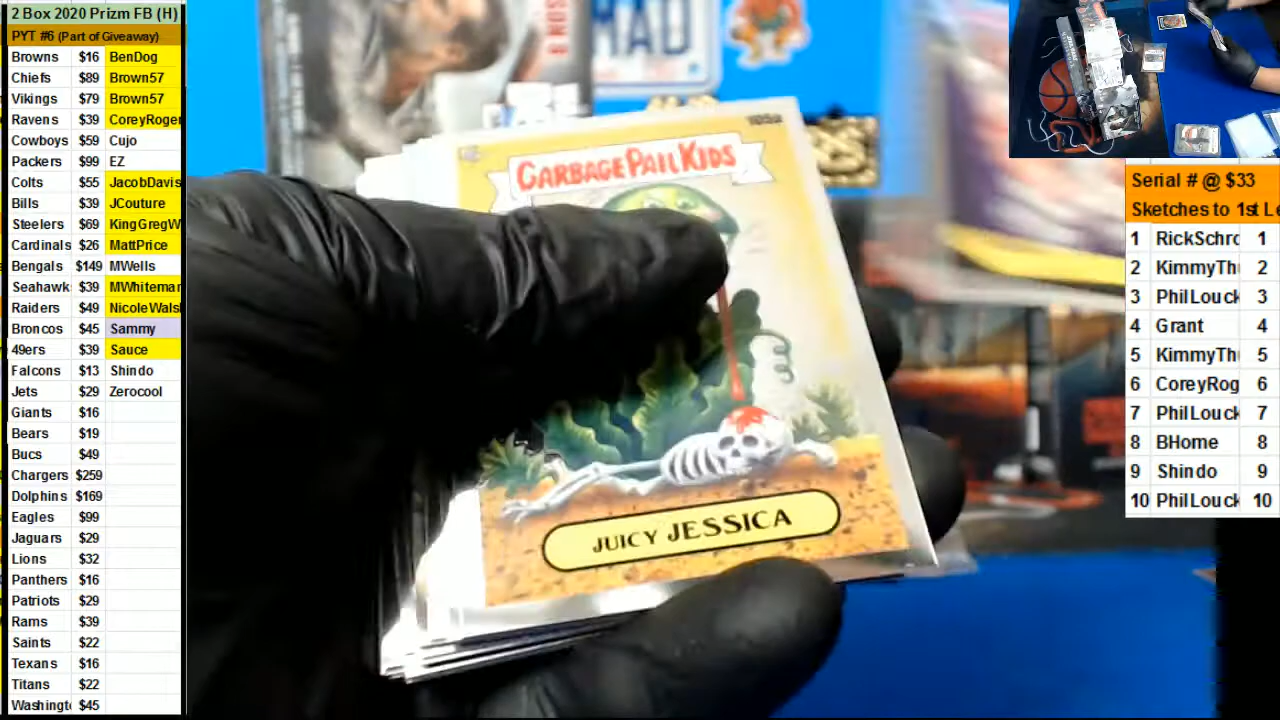 2 Box 2020 Prizm FB (H)
PYT #6 (Part of Giveaway)
Browns $16 BenDog
Chiefs $89 Brown57
Vikings $79 Brown57
Ravens $39 CoreyRoger
Cowboys $59 Cujo
Packers $99 EZ
Colts $55 JacobDavis
Bills $39 JCouture
Steelers $69 KingGregW
Cardinals $26 MattPrice
Bengals $149 MWells
Seahawk $39 MWhiteman
Raiders $49 NicoleWals
Broncos $45 Sammy
49ers $39 Sauce
Falcons $13 Shindo
Jets $29 Zerocool
Giants $16
Bears $19
Bucs $49
Chargers $259
Dolphins $169
Eagles $99
Jaguars $29
Lions $32
Panthers $16
Patriots $29
Rams $39
Saints $22
Texans $16
Titans $22
Washingt $45
MAD
105a
GARBAGE PAIL KIDS
JUICY JESSICA
Serial # @ $33
Sketches to 1st Le
1 RickSchro 1
2 KimmyTh 2
3 PhilLouck 3
4 Grant 4
5 KimmyTh 5
6 CoreyRog 6
7 PhilLouck 7
8 BHome 8
9 Shindo 9
10 PhilLouck 10